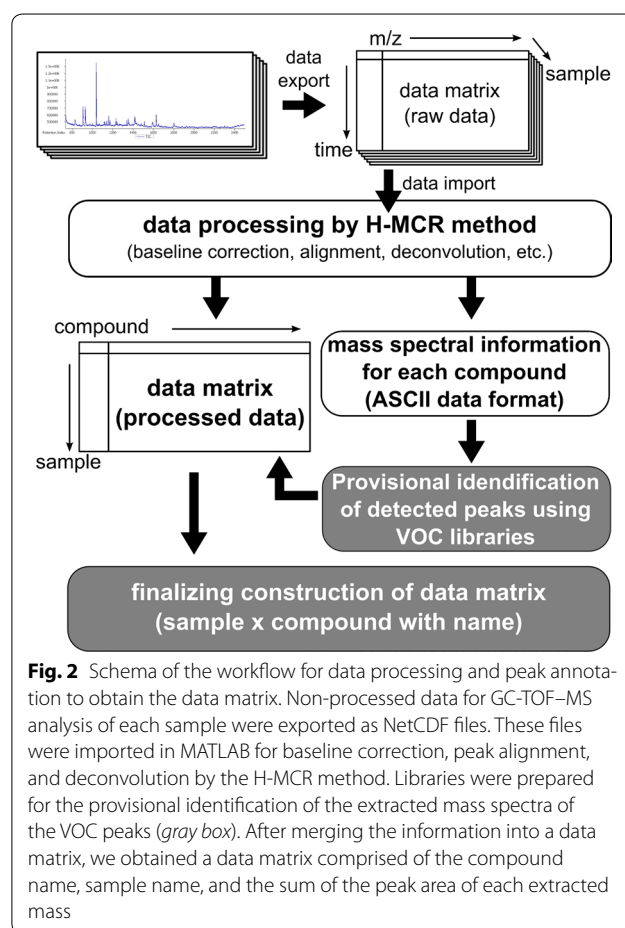 data
export
m/z
sample
data matrix
(raw data)
time
data import
data processing by H-MCR method
(baseline correction, alignment, deconvolution, etc.)
compound
data matrix
(processed data)
sample
mass spectral information
for each compound
(ASCII data format)
Provisional idendification
of detected peaks using
VOC libraries
finalizing construction of data matrix
(sample x compound with name)
Fig. 2 Schema of the workflow for data processing and peak annota-
tion to obtain the data matrix. Non-processed data for GC-TOF–MS
analysis of each sample were exported as NetCDF files. These files
were imported in MATLAB for baseline correction, peak alignment,
and deconvolution by the H-MCR method. Libraries were prepared
for the provisional identification of the extracted mass spectra of
the VOC peaks (gray box). After merging the information into a data
matrix, we obtained a data matrix comprised of the compound
name, sample name, and the sum of the peak area of each extracted
mass